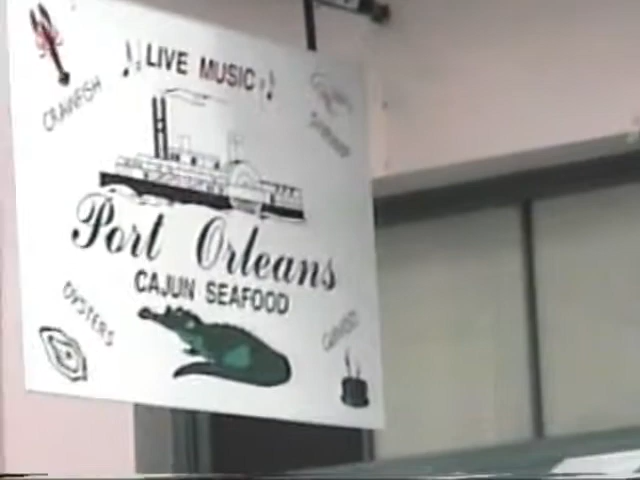 LIVE MUSIC
CRAWFISH
Port Orleans
CAJUN SEAFOOD
OYSTERS
GUMBO